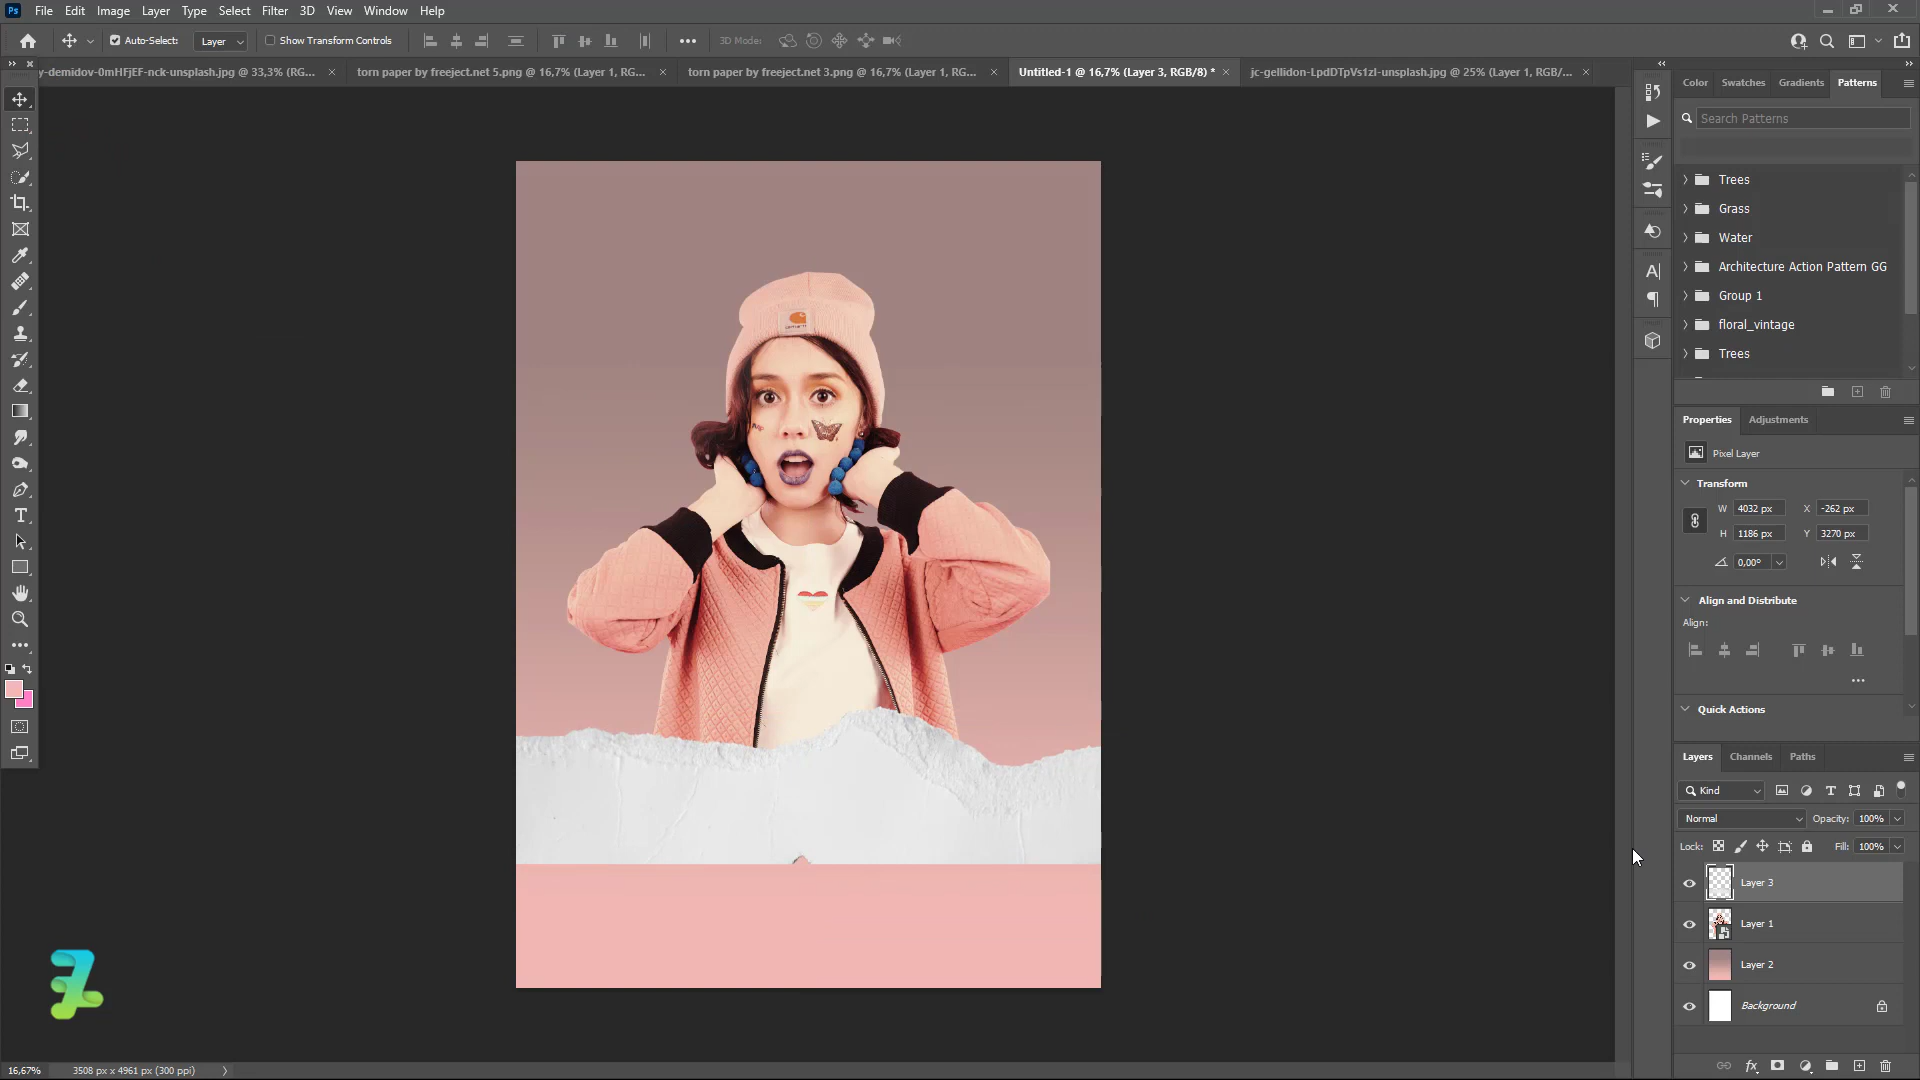 Ps File Edit Image Layer Type Select Filter 3D View Window Help
Auto-Select: Layer Show Transform Controls 3D Mode:
y-demidov-0mHFjEF-nck-unsplash.jpg @ 33,3% (RG...
torn paper by freeject.net 5.png @ 16,7% (Layer 1, RG...
torn paper by freeject.net 3.png @ 16,7% (Layer 1, RG...
Untitled-1 @ 16,7% (Layer 3, RGB/8) *
jc-gellidon-LpdDTpVs1zI-unsplash.jpg @ 25% (Layer 1, RGB/...
Color Swatches Gradients Patterns
Search Patterns
Trees
Grass
Water
Architecture Action Pattern GG
Group 1
floral_vintage
Trees
Properties Adjustments
Pixel Layer
Transform
W 4032 px X -262 px
H 1186 px Y 3270 px
0,00°
Align and Distribute
Align:
Quick Actions
Layers Channels Paths
Kind
Normal Opacity: 100%
Lock: Fill: 100%
Layer 3
Layer 1
Layer 2
Background
fx
16,67% 3508 px x 4961 px (300 ppi)